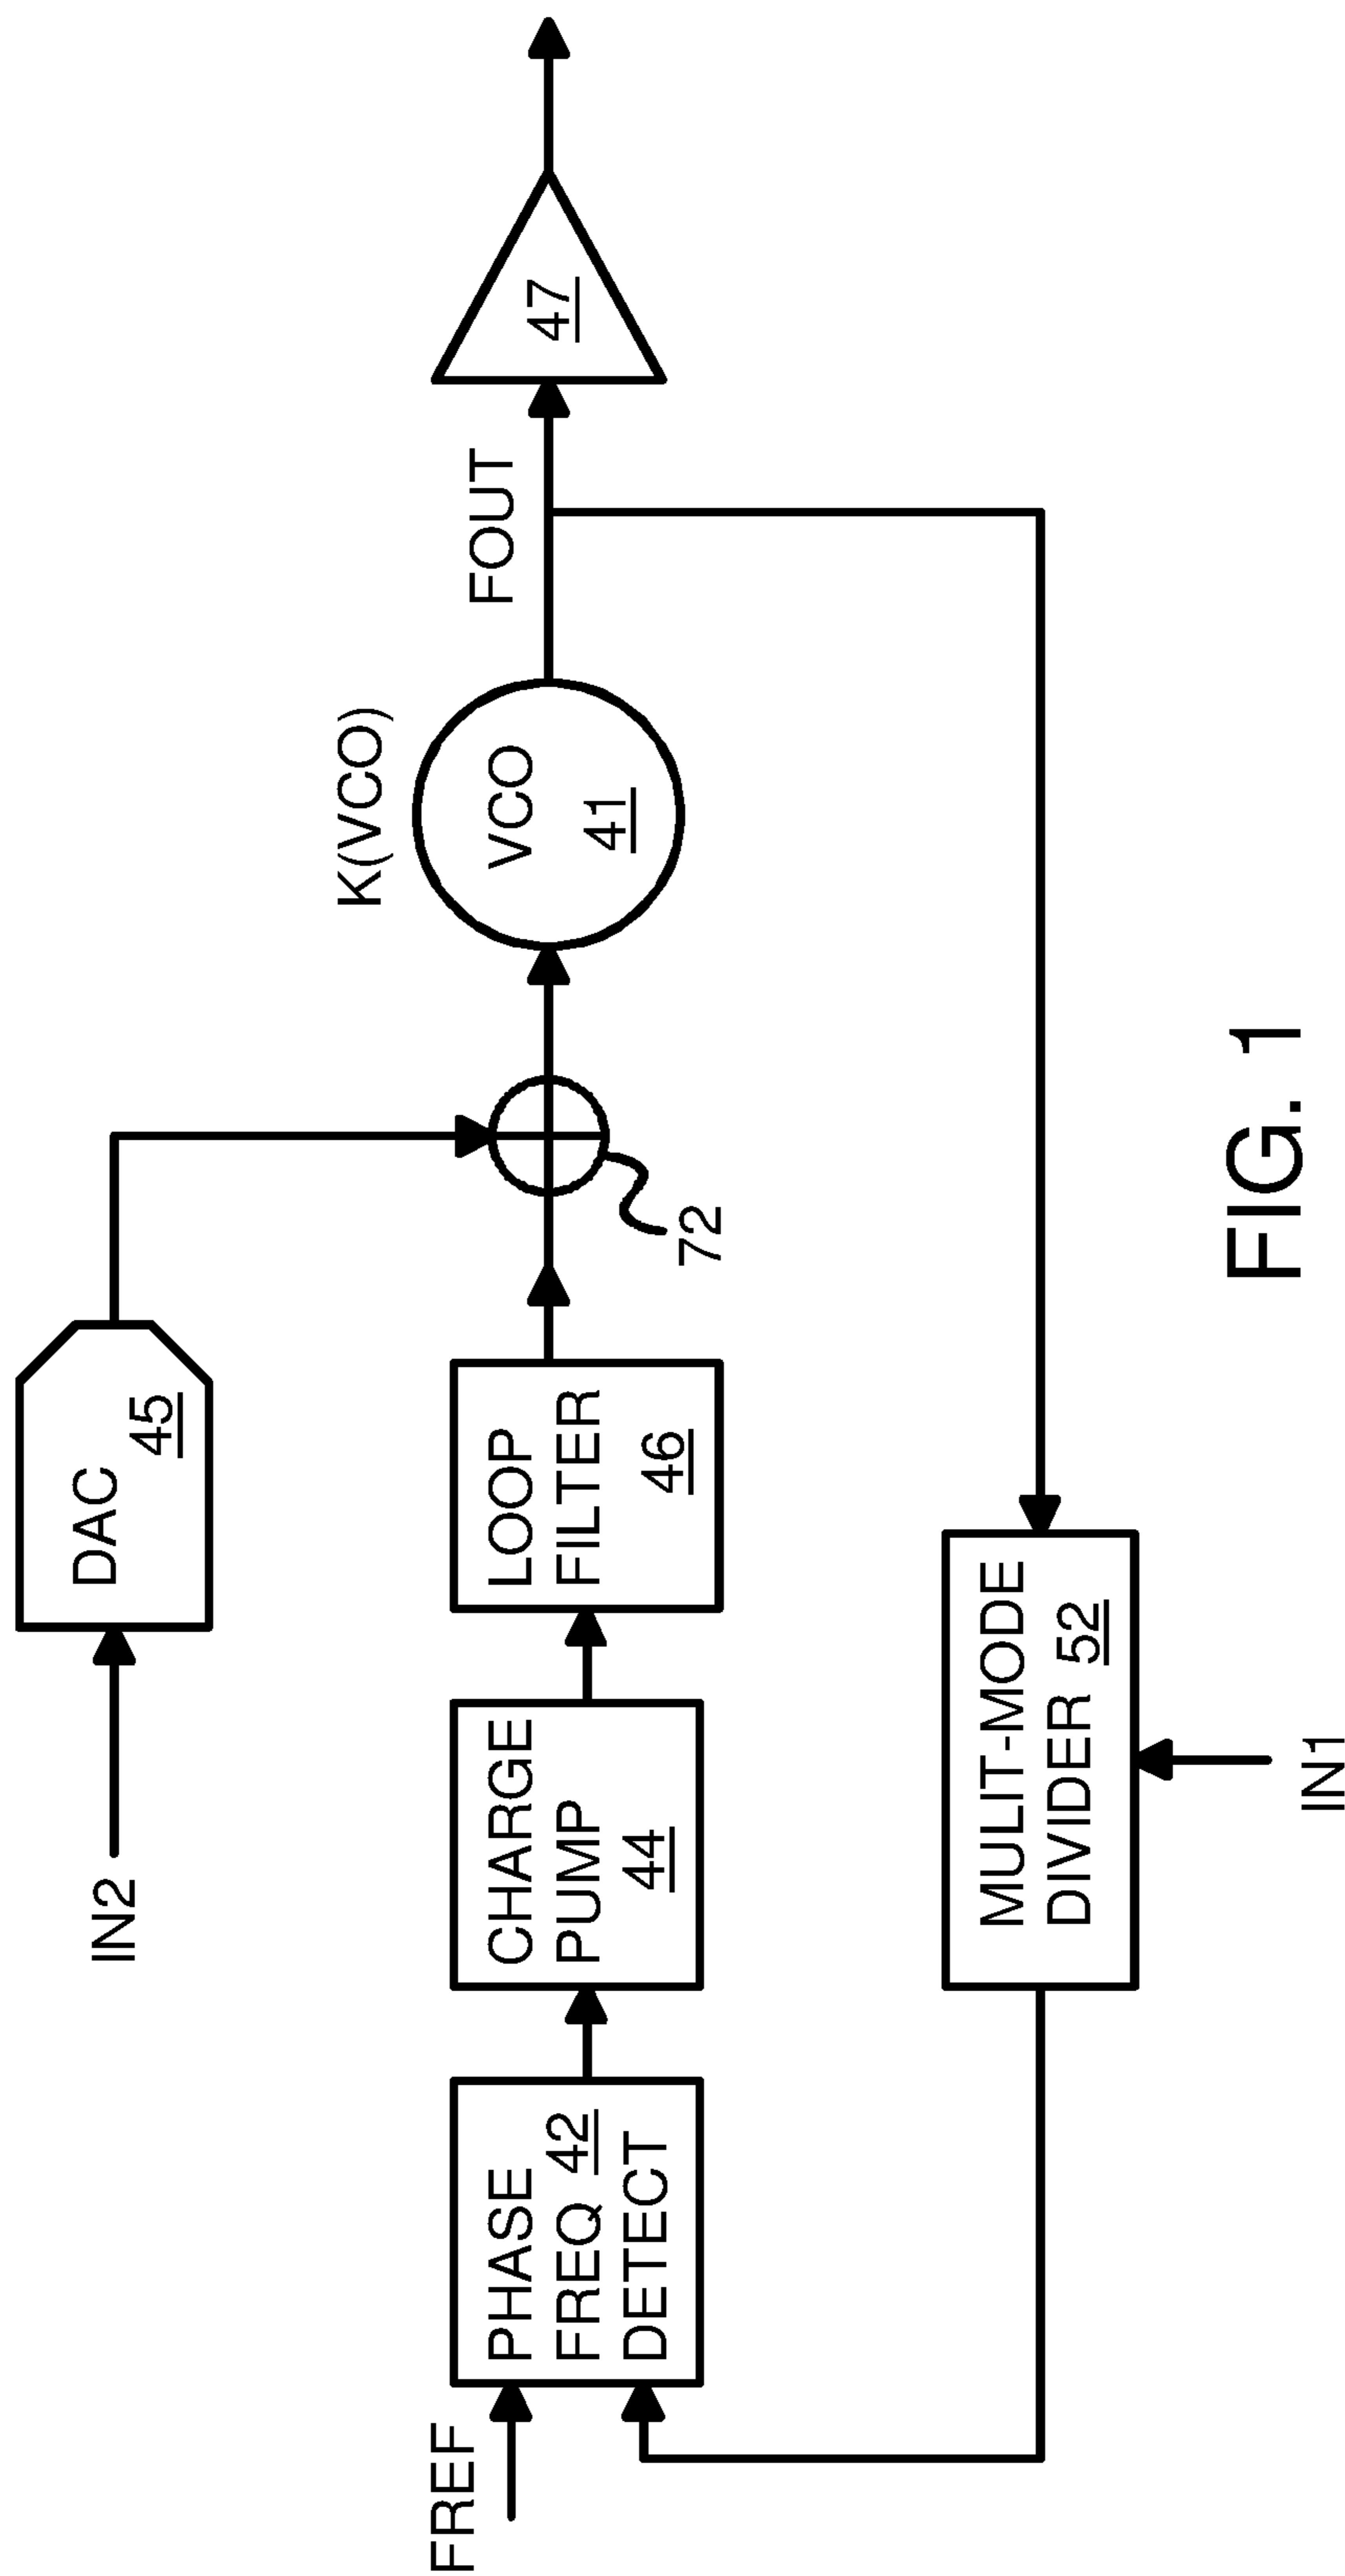 IN2
DAC
45
FREF
PHASE
FREQ 42
DETECT
CHARGE
PUMP
44
LOOP
FILTER
46
72
K(VCO)
VCO
41
FOUT
47
MULIT-MODE
DIVIDER 52
IN1
FIG. 1